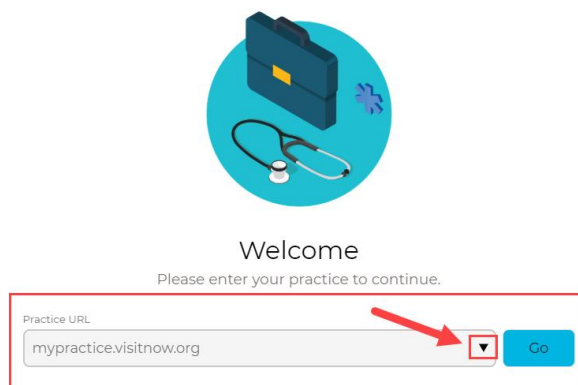 Welcome
Please enter your practice to continue.
Practice URL
mypractice.visitnow.org
Go